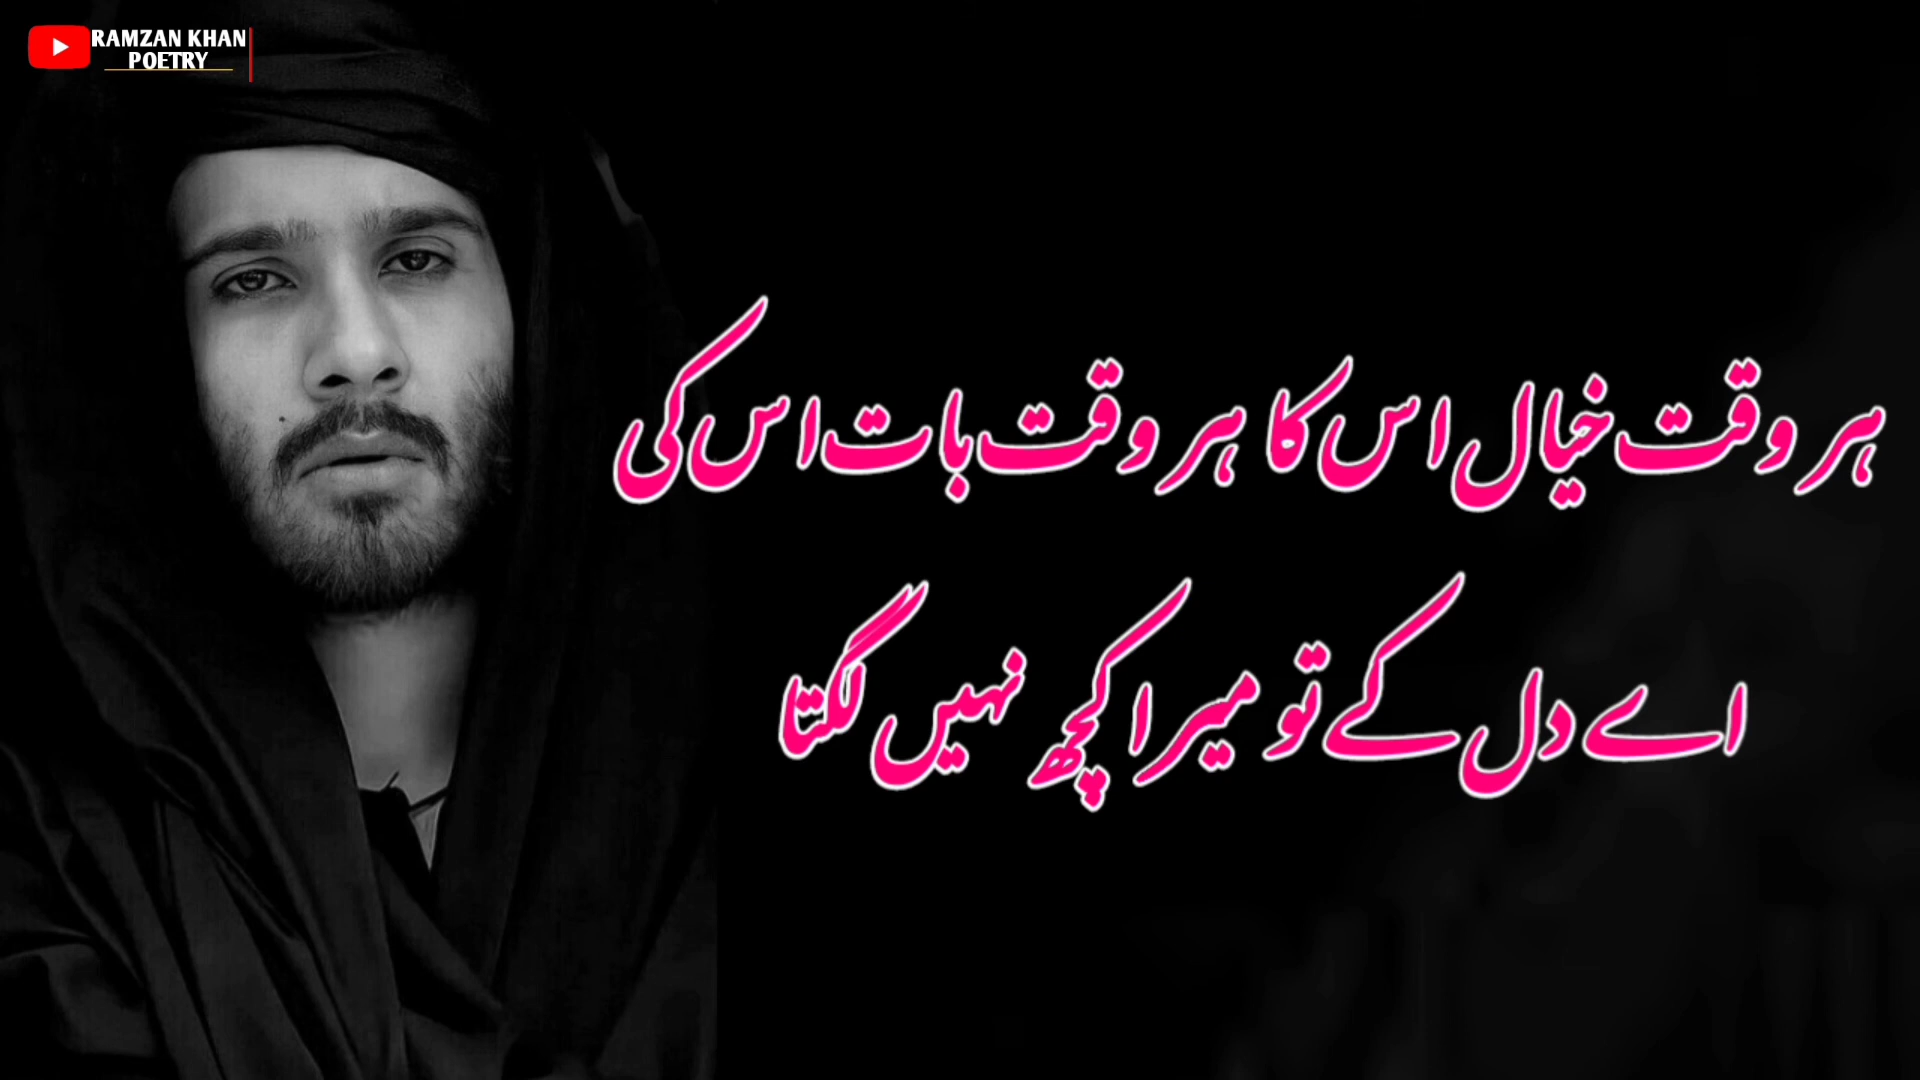 RAMZAN KHAN
POETRY
ہر وقت خیال اس کا ہر وقت بات اس کی
اے دل کے تو میرا کچھ نہیں لگتا